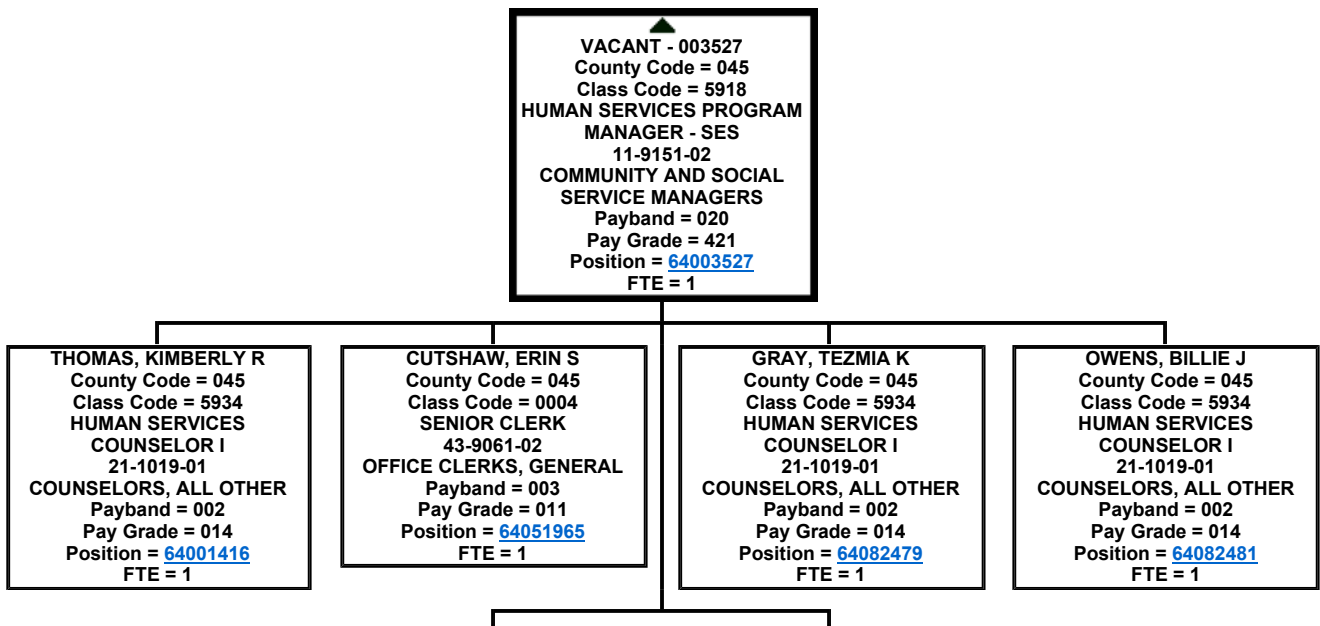 VACANT - 003527
County Code = 045
Class Code = 5918
HUMAN SERVICES PROGRAM
MANAGER - SES
11-9151-02
COMMUNITY AND SOCIAL
SERVICE MANAGERS
Payband = 020
Pay Grade = 421
Position = 64003527
FTE = 1
THOMAS, KIMBERLY R
County Code = 045
Class Code = 5934
HUMAN SERVICES
COUNSELOR I
21-1019-01
COUNSELORS, ALL OTHER
Payband = 002
Pay Grade = 014
Position = 64001416
FTE = 1
CUTSHAW, ERIN S
County Code = 045
Class Code = 0004
SENIOR CLERK
43-9061-02
OFFICE CLERKS, GENERAL
Payband = 003
Pay Grade = 011
Position = 64051965
FTE = 1
GRAY, TEZMIA K
County Code = 045
Class Code = 5934
HUMAN SERVICES
COUNSELOR I
21-1019-01
COUNSELORS, ALL OTHER
Payband = 002
Pay Grade = 014
Position = 64082479
FTE = 1
OWENS, BILLIE J
County Code = 045
Class Code = 5934
HUMAN SERVICES
COUNSELOR I
21-1019-01
COUNSELORS, ALL OTHER
Payband = 002
Pay Grade = 014
Position = 64082481
FTE = 1